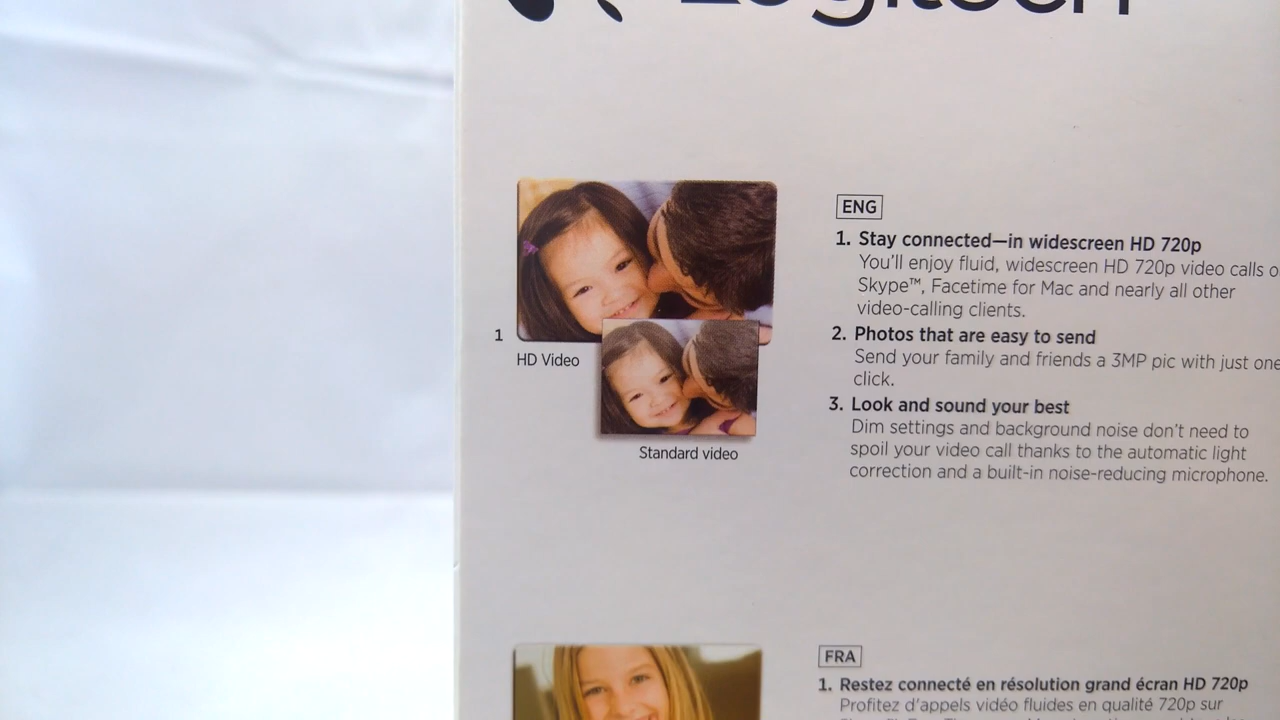 Logitech
ENG
1. Stay connected—in widescreen HD 720p
You'll enjoy fluid, widescreen HD 720p video calls
Skype™, Facetime for Mac and nearly all other
video-calling clients.
2. Photos that are easy to send
Send your family and friends a 3MP pic with just one
click.
3. Look and sound your best
Dim settings and background noise don't need to
spoil your video call thanks to the automatic light
correction and a built-in noise-reducing microphone.
1
HD Video
Standard video
FRA
1. Restez connecté en résolution grand écran HD 720p
Profitez d'appels vidéo fluides en qualité 720p sur